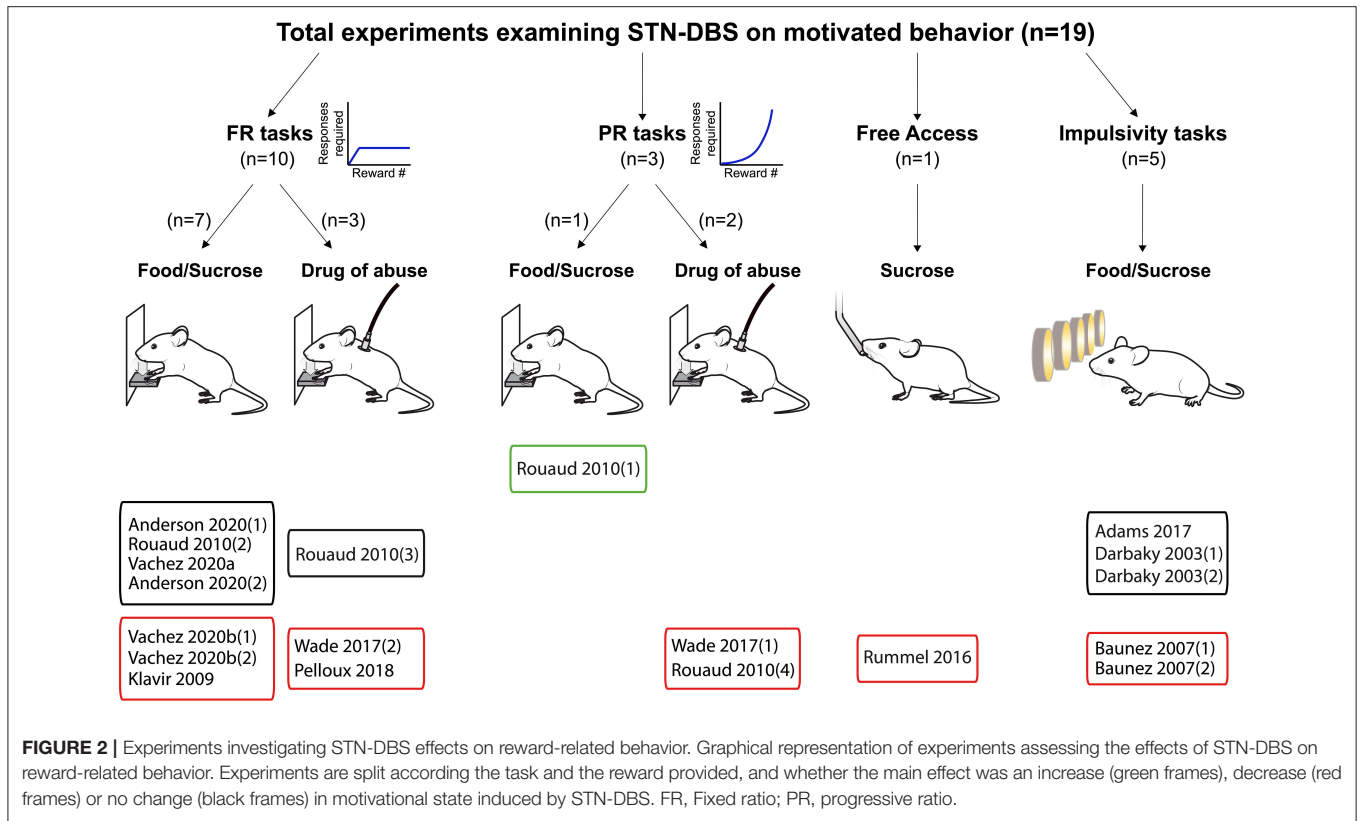 Total experiments examining STN-DBS on motivated behavior (n=19)
FR tasks
(n=10)
Responses
required
Reward #
PR tasks
(n=3)
Responses
required
Reward #
Free Access
(n=1)
Impulsivity tasks
(n=5)
(n=7)
(n=3)
(n=1)
(n=2)
Food/Sucrose
Drug of abuse
Food/Sucrose
Drug of abuse
Sucrose
Food/Sucrose
Rouaud 2010(1)
Anderson 2020(1)
Rouaud 2010(2)
Vachez 2020a
Anderson 2020(2)
Rouaud 2010(3)
Adams 2017
Darbaky 2003(1)
Darbaky 2003(2)
Vachez 2020b(1)
Vachez 2020b(2)
Klavir 2009
Wade 2017(2)
Pelloux 2018
Wade 2017(1)
Rouaud 2010(4)
Rummel 2016
Baunez 2007(1)
Baunez 2007(2)
FIGURE 2 | Experiments investigating STN-DBS effects on reward-related behavior. Graphical representation of experiments assessing the effects of STN-DBS on
reward-related behavior. Experiments are split according the task and the reward provided, and whether the main effect was an increase (green frames), decrease (red
frames) or no change (black frames) in motivational state induced by STN-DBS. FR, Fixed ratio; PR, progressive ratio.